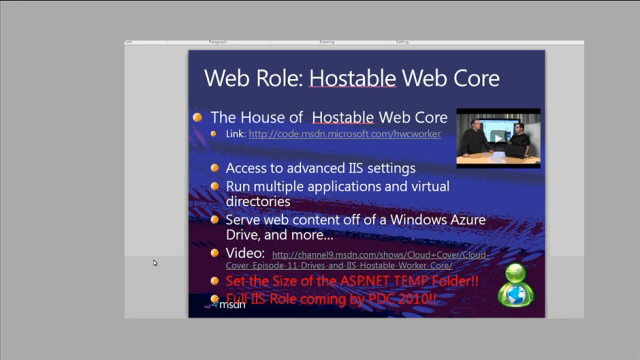 Paragraph
Drawing
Editing
Web Role: Hostable Web Core
The House of Hostable Web Core
Link: http://code.msdn.microsoft.com/hwcworker
Access to advanced IIS settings
Run multiple applications and virtual
directories
Serve web content off of a Windows Azure
Drive, and more...
Video: http://channel9.msdn.com/shows/Cloud+Cover/Cloud-
Cover-Episode-11-Drives-and-IIS-Hostable-Worker-Core/
Set the Size of the ASP.NET TEMP Folder!!
Full IIS Role coming by PDC 2010!!
msdn